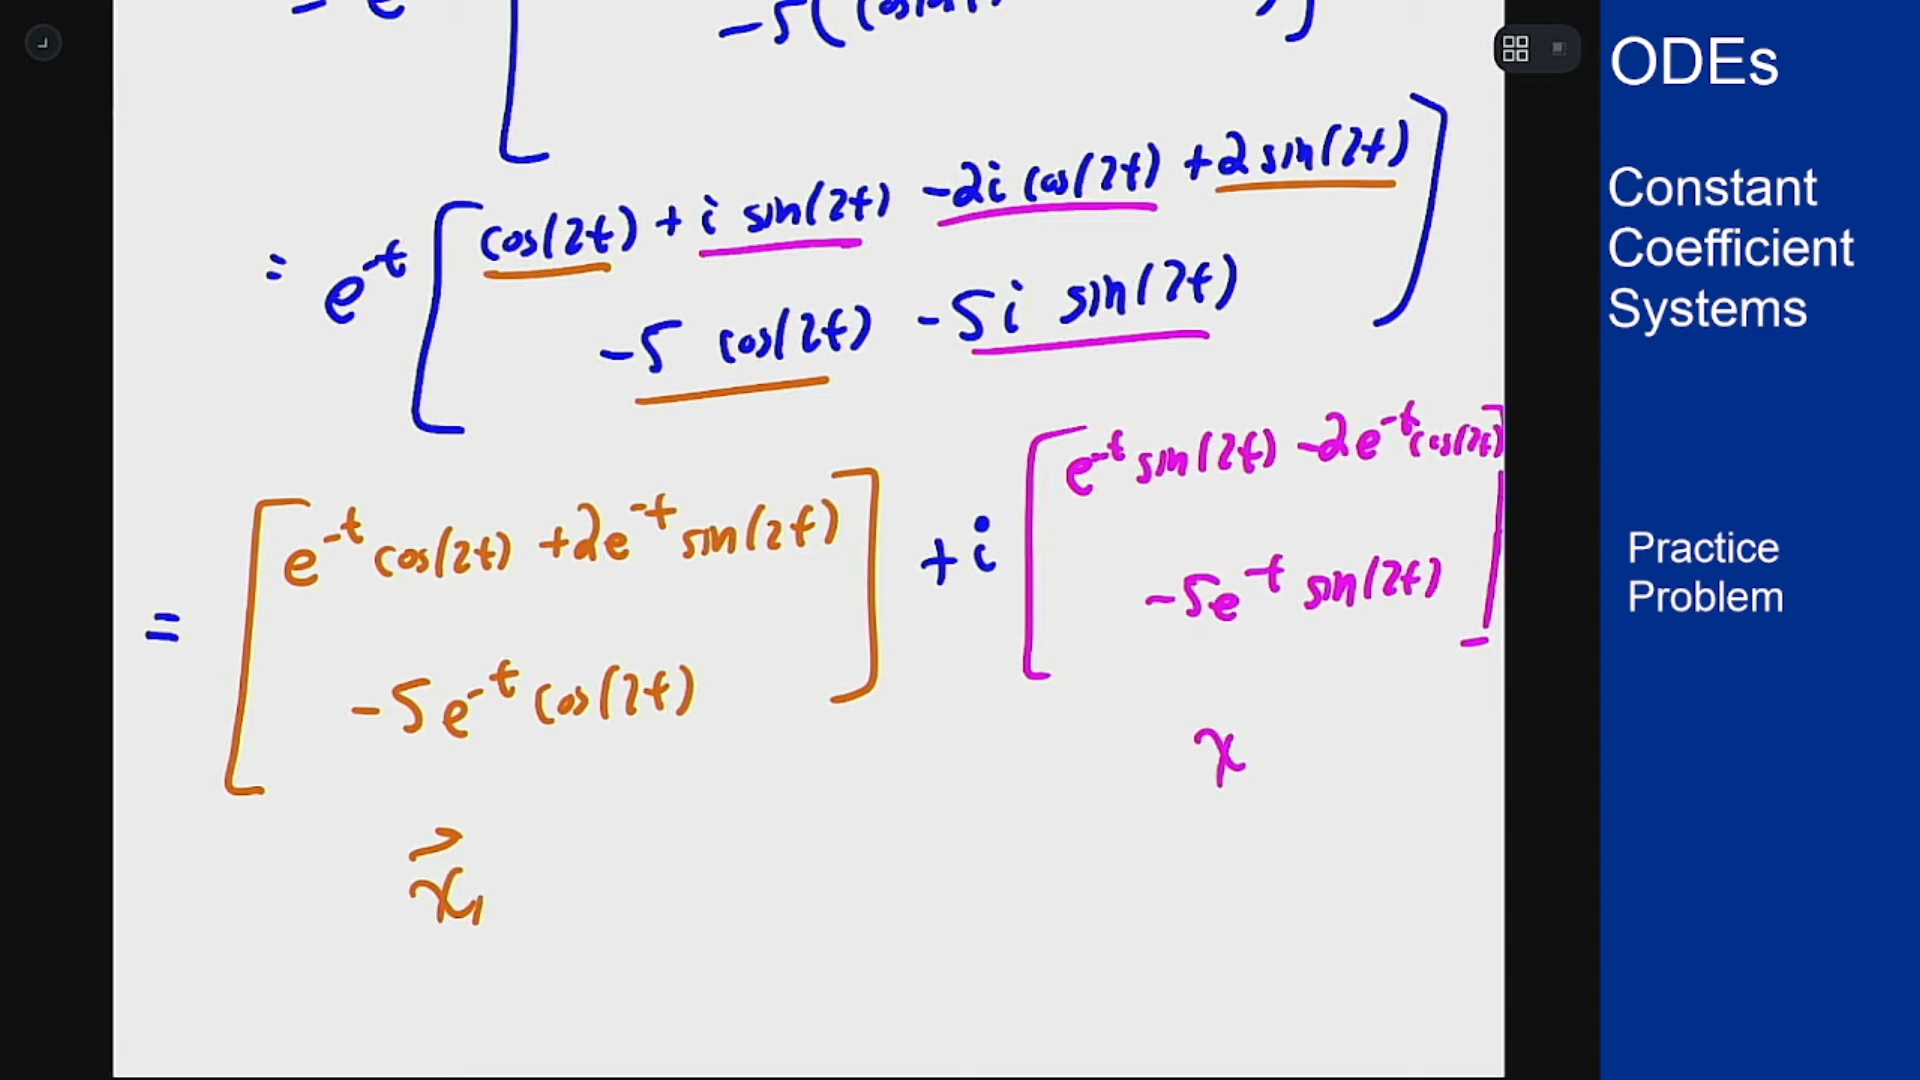 = e
-5(cos(
= e^{-t} [ cos(2t) + i sin(2t) -2i cos(2t) +2 sin(2t)
-5 cos(2t) -5i sin(2t) ]
= [ e^{-t} cos(2t) +2e^{-t} sin(2t)
-5e^{-t} cos(2t) ]
+ i [ e^{-t} sin(2t) -2e^{-t} cos(2t)
-5e^{-t} sin(2t) ]
x⃗₁
x
ODEs
Constant
Coefficient
Systems
Practice
Problem